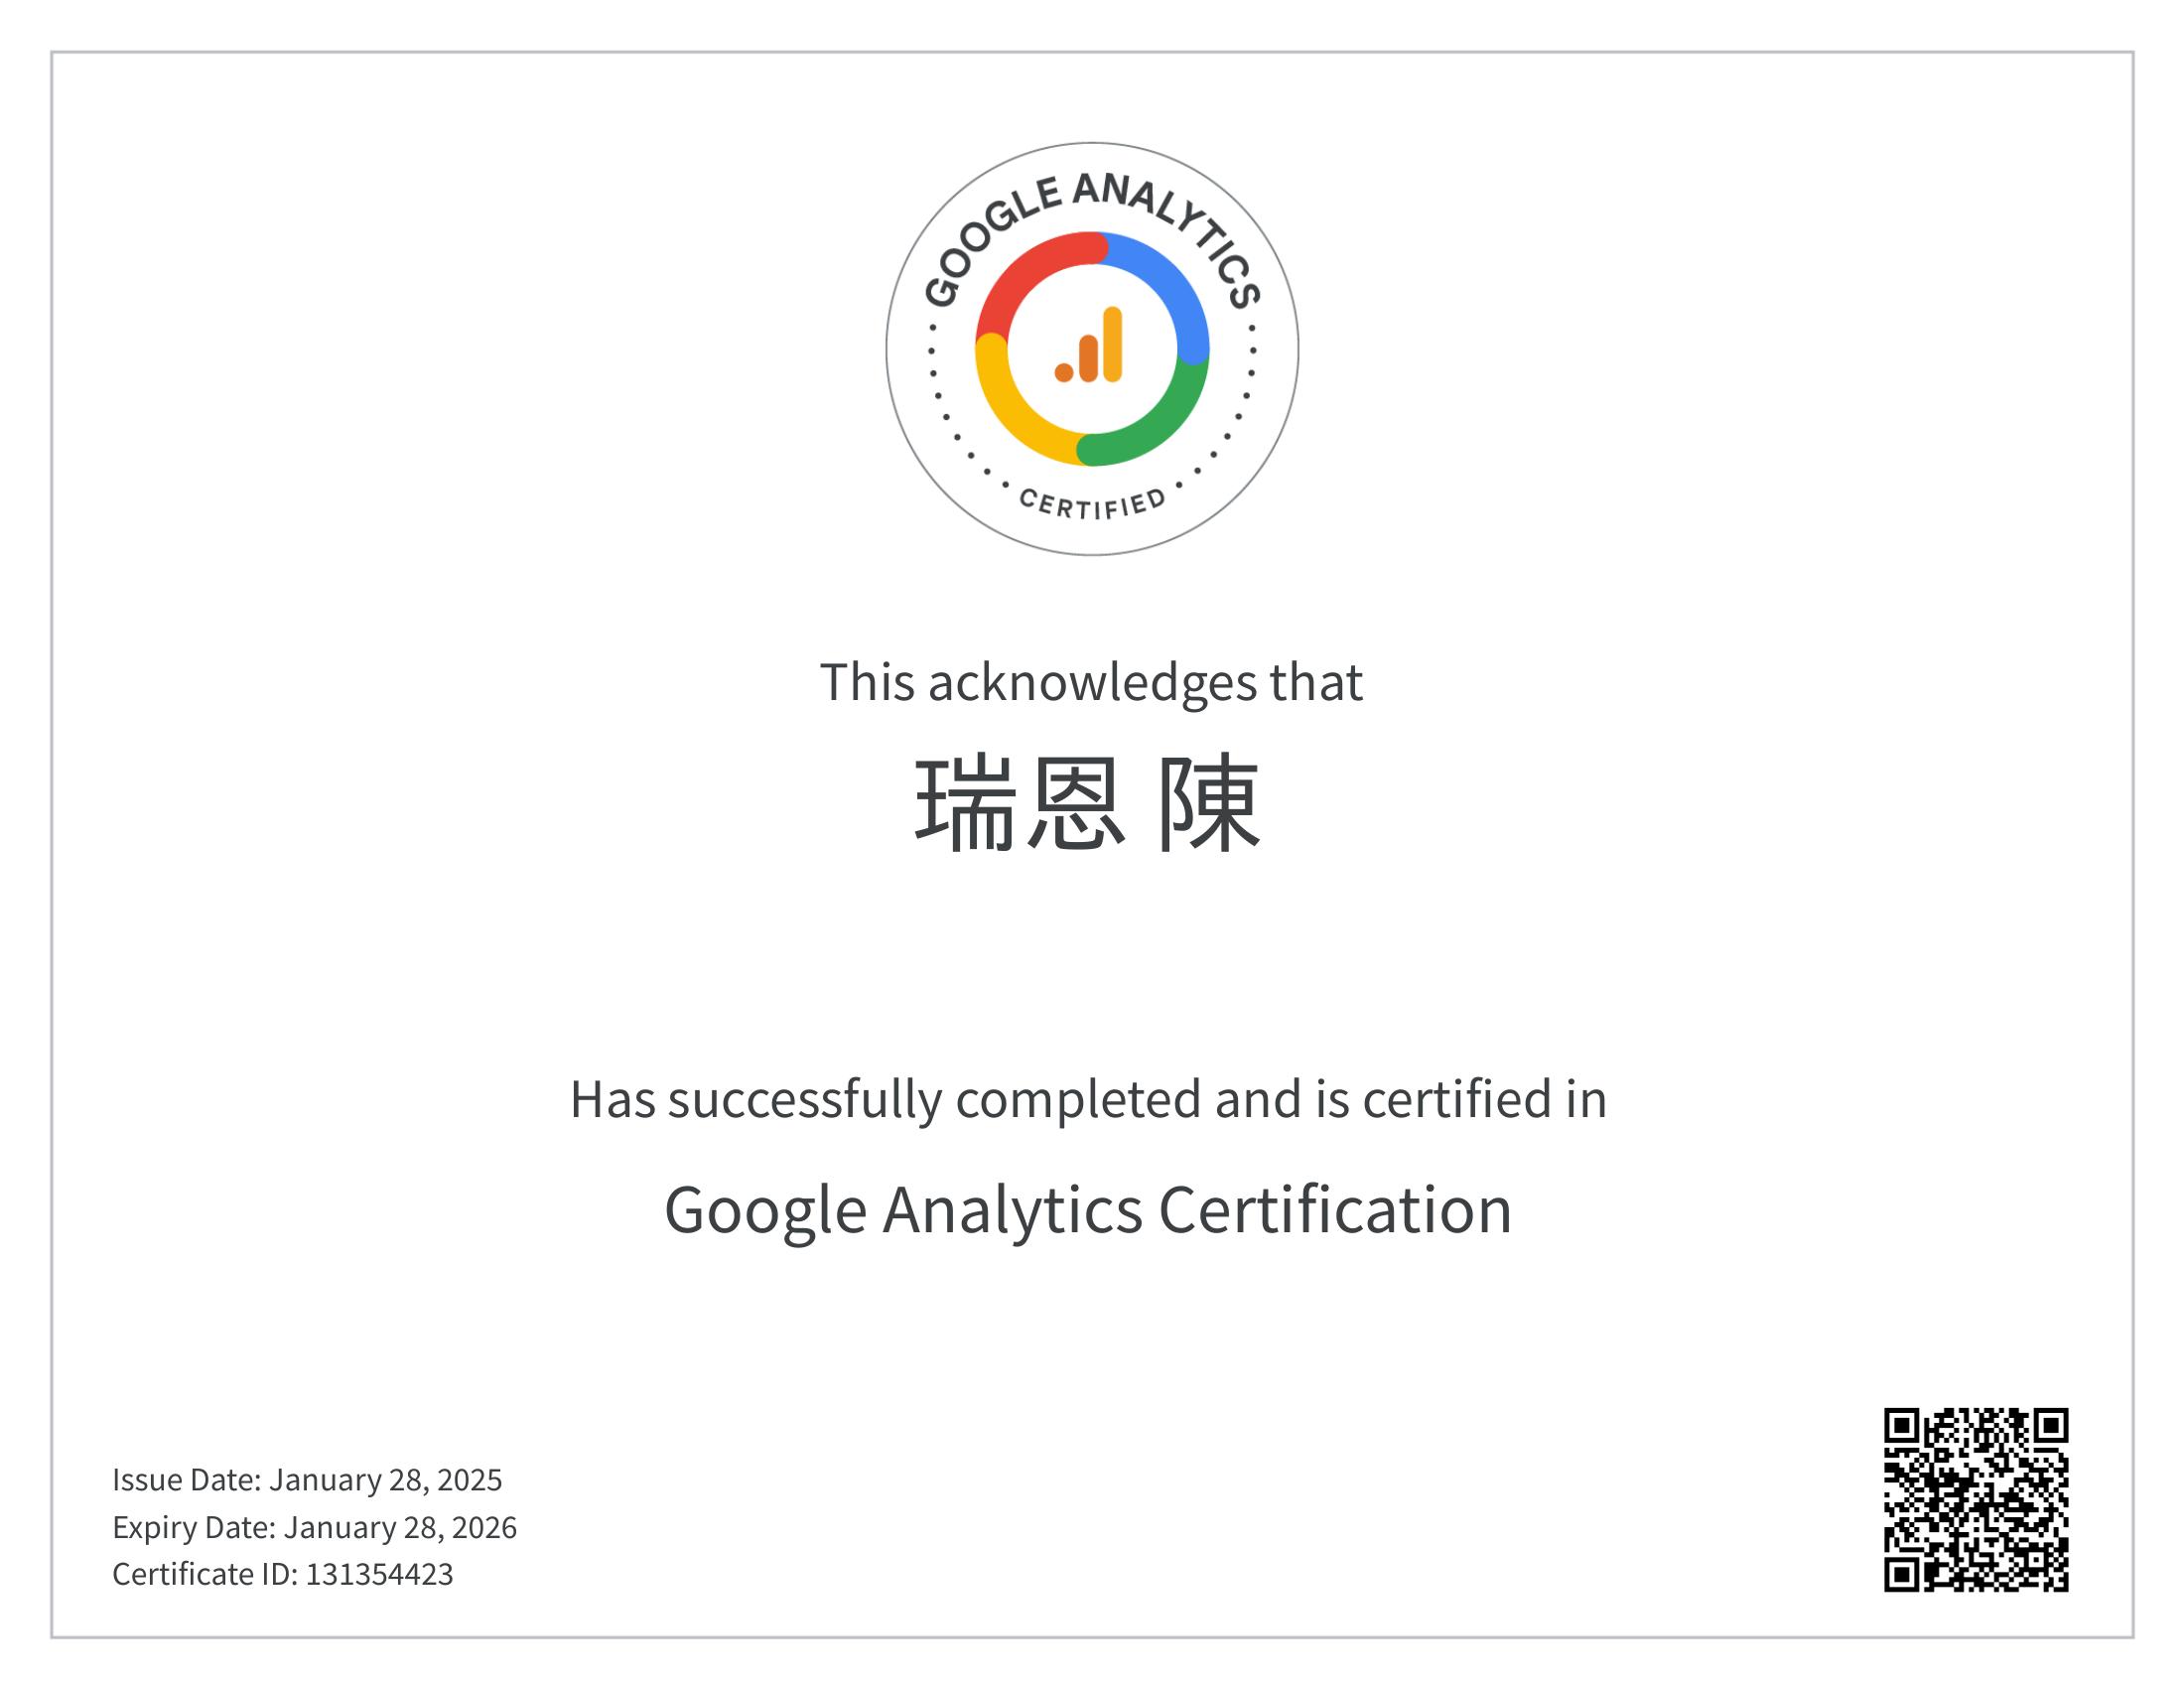 GOOGLE ANALYTICS
CERTIFIED
This acknowledges that
瑞恩 陳
Has successfully completed and is certified in
Google Analytics Certification
Issue Date: January 28, 2025
Expiry Date: January 28, 2026
Certificate ID: 131354423